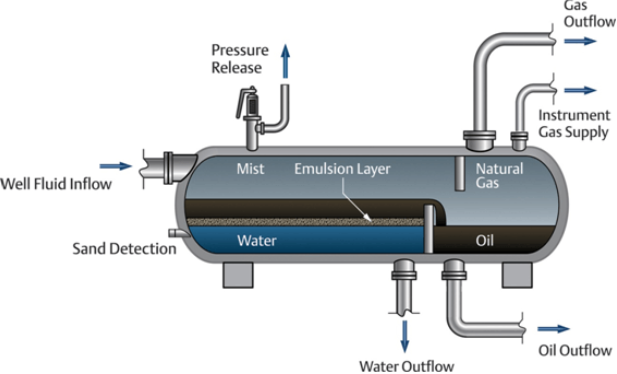 Gas
Outflow
Pressure
Release
Instrument
Gas Supply
Well Fluid Inflow
Mist
Emulsion Layer
Natural
Gas
Sand Detection
Water
Oil
Oil Outflow
Water Outflow